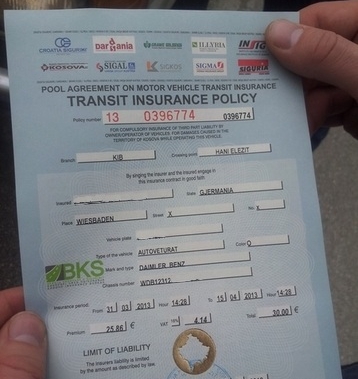 CROATIA SIGURIM
DarMania
ILLYRIA
KOSOVA
SIGAL
SIGMA
SIGURIA
POOL AGREEMENT ON MOTOR VEHICLE TRANSIT INSURANCE
TRANSIT INSURANCE POLICY
Policy number 13 0396774 0396774
FOR COMPULSORY INSURANCE OF THIRD PART LIABILITY BY
OWNER/OPERATOR OF VEHICLES, FOR DAMAGES CAUSED IN THE
TERRITORY OF KOSOVA WHILE OPERATING THIS VEHICLE
Branch KIB Crossing point HANI ELEZIT
By singing the insurer and the insured engage in
this insurance contract in good faith
Insured State GJERMANIA
Place WIESBADEN Street X No. X
Vehicle plate
Type of the vehicle AUTOVETURAT Color
BKS
Mark and type DAIMLER BENZ
Chassis number WDB12312
Insurance period From 31 03 2013 Hour 14:28 To 15 04 2013 Hour 14:28
Premium 25.86 € VAT 4.14 Total 30.00 €
LIMIT OF LIABILITY
The insurers liability is limited
by the amount as described by law.